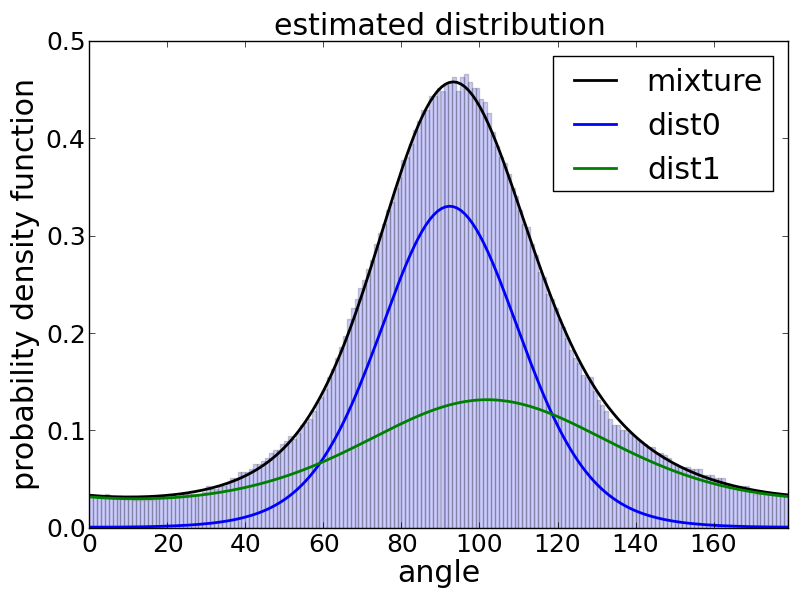 estimated distribution
0.5
0.4
0.3
0.2
0.1
0.0
probability density function
mixture
dist0
dist1
0 20 40 60 80 100 120 140 160
angle